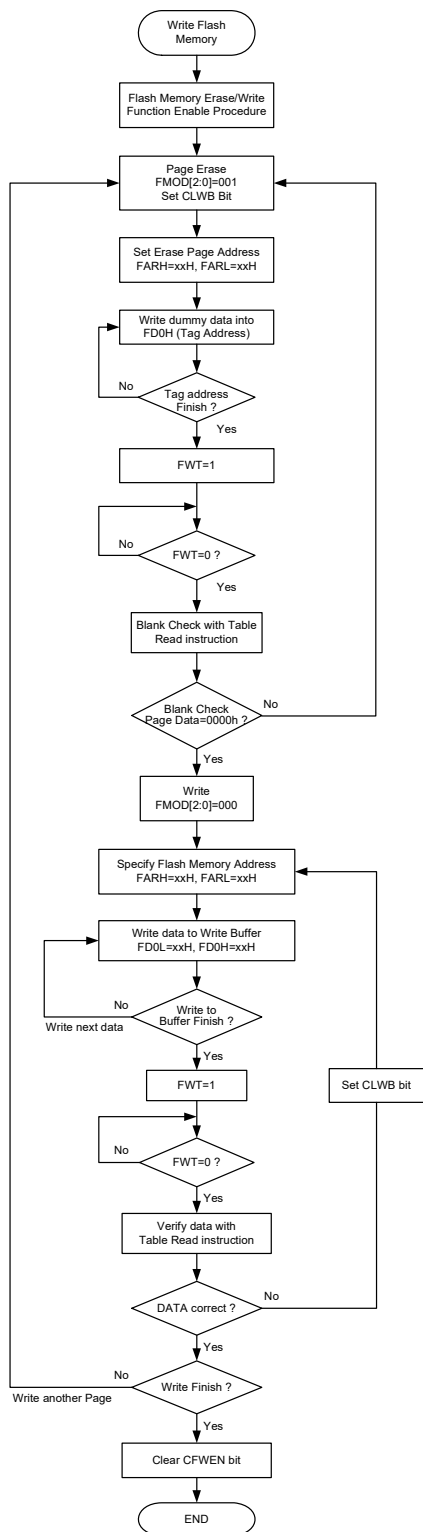 Write Flash
Memory
Flash Memory Erase/Write
Function Enable Procedure
Page Erase
FMOD[2:0]=001
Set CLWB Bit
Set Erase Page Address
FARH=xxH, FARL=xxH
Write dummy data into
FD0H (Tag Address)
No
Tag address
Finish ?
Yes
FWT=1
No
FWT=0 ?
Yes
Blank Check with Table
Read instruction
Blank Check
Page Data=0000h ?
No
Yes
Write
FMOD[2:0]=000
Specify Flash Memory Address
FARH=xxH, FARL=xxH
Write data to Write Buffer
FD0L=xxH, FD0H=xxH
No
Write to
Buffer Finish ?
Write next data
Yes
FWT=1
Set CLWB bit
No
FWT=0 ?
Yes
Verify data with
Table Read instruction
No
DATA correct ?
Yes
No
Write Finish ?
Write another Page
Yes
Clear CFWEN bit
END